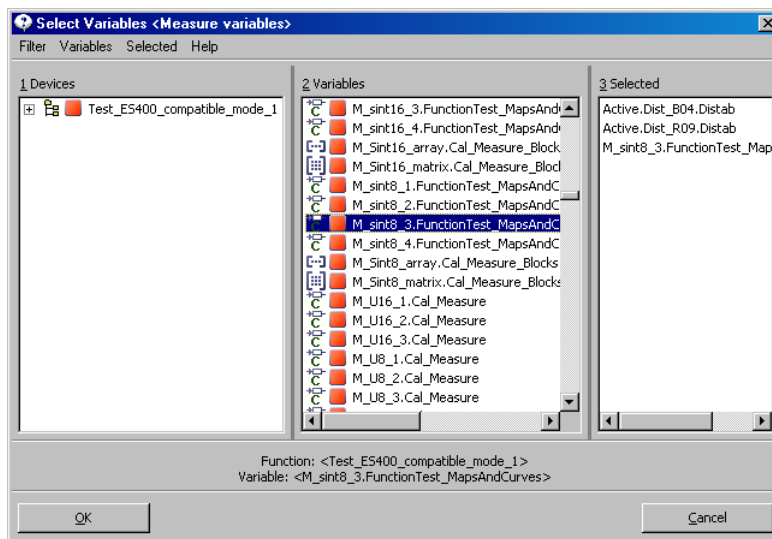 Select Variables <Measure variables>
Filter Variables Selected Help
1 Devices
Test_ES400_compatible_mode_1
2 Variables
M_sint16_3.FunctionTest_MapsAnd
M_sint16_4.FunctionTest_MapsAnd
M_Sint16_array.Cal_Measure_Block
M_Sint16_matrix.Cal_Measure_Bloc
M_sint8_1.FunctionTest_MapsAndC
M_sint8_2.FunctionTest_MapsAndC
M_sint8_3.FunctionTest_MapsAndC
M_sint8_4.FunctionTest_MapsAndC
M_Sint8_array.Cal_Measure_Blocks
M_Sint8_matrix.Cal_Measure_Blocks
M_U16_1.Cal_Measure
M_U16_2.Cal_Measure
M_U16_3.Cal_Measure
M_U8_1.Cal_Measure
M_U8_2.Cal_Measure
M_U8_3.Cal_Measure
3 Selected
Active.Dist_B04.Distab
Active.Dist_R09.Distab
M_sint8_3.FunctionTest_Map
Function: <Test_ES400_compatible_mode_1>
Variable: <M_sint8_3.FunctionTest_MapsAndCurves>
OK
Cancel